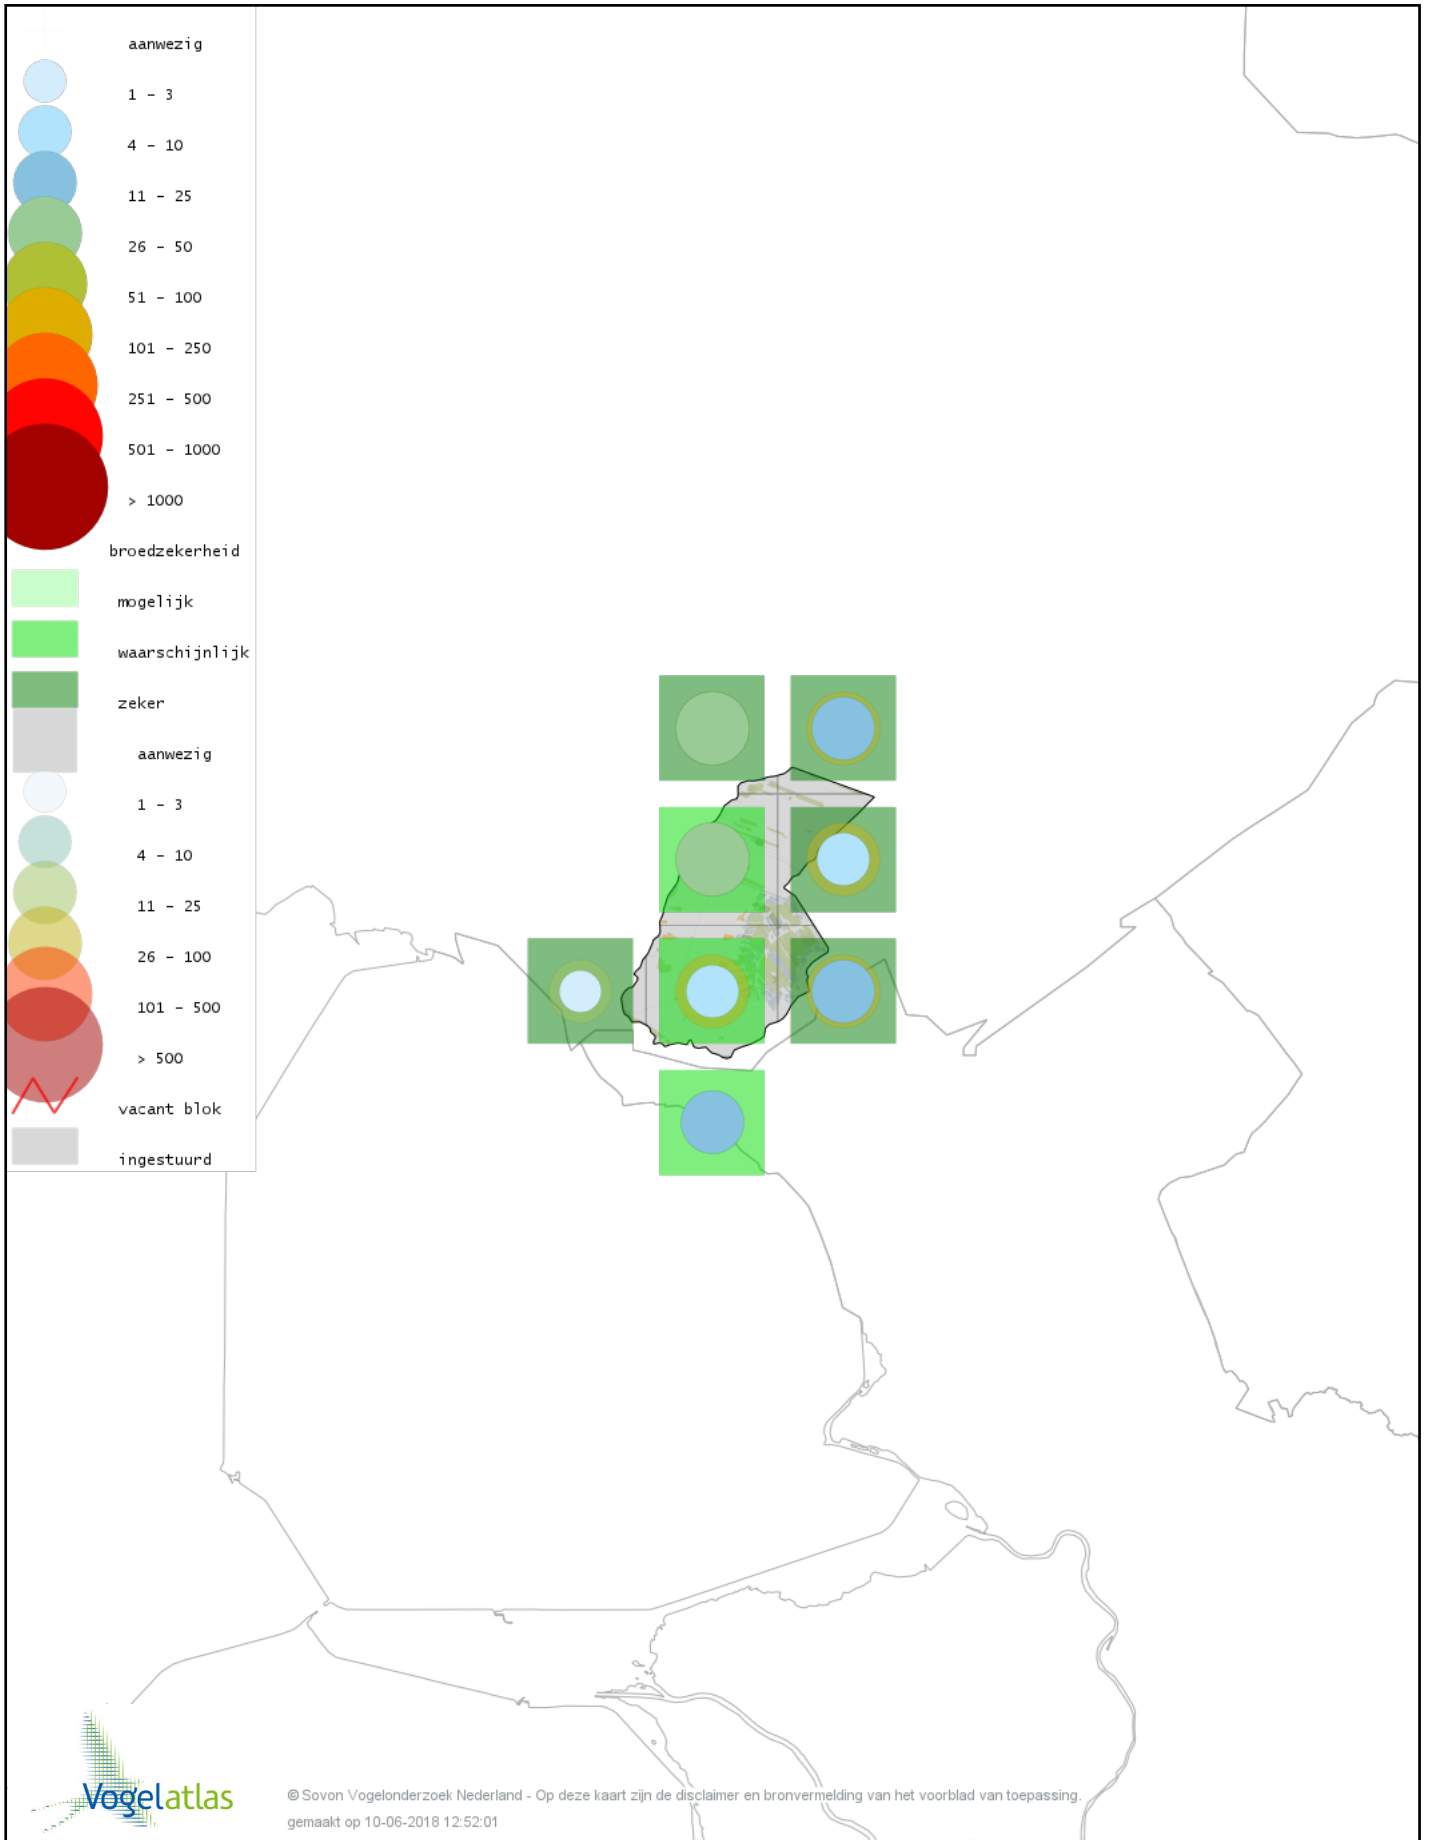 aanwezig
1 – 3
4 – 10
11 – 25
26 – 50
51 – 100
101 – 250
251 – 500
501 – 1000
> 1000
broedzekerheid
mogelijk
waarschijnlijk
zeker
aanwezig
1 – 3
4 – 10
11 – 25
26 – 100
101 – 500
> 500
vacant blok
ingestuurd
Vogelatlas
© Sovon Vogelonderzoek Nederland - Op deze kaart zijn de disclaimer en bronvermelding van het voorblad van toepassing.
gemaakt op 10-06-2018 12:52:01